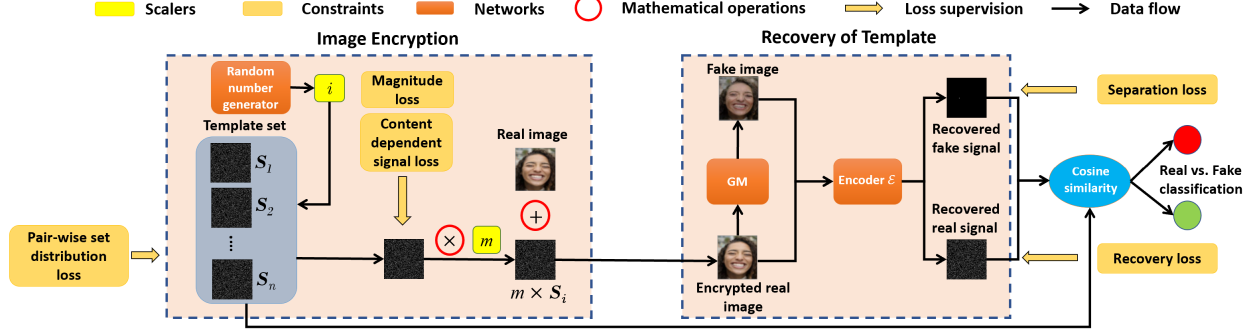 Scalers
Constraints
Networks
Mathematical operations
Loss supervision
Data flow
Image Encryption
Recovery of Template
Random
number
generator
i
Magnitude
loss
Template set
Content
dependent
signal loss
Real image
S1
S2
Sn
+
×
m
m × Si
Pair-wise set
distribution
loss
Fake image
GM
Encrypted real
image
Encoder ℰ
Recovered
fake signal
Recovered
real signal
Separation loss
Cosine
similarity
Real vs. Fake
classification
Recovery loss